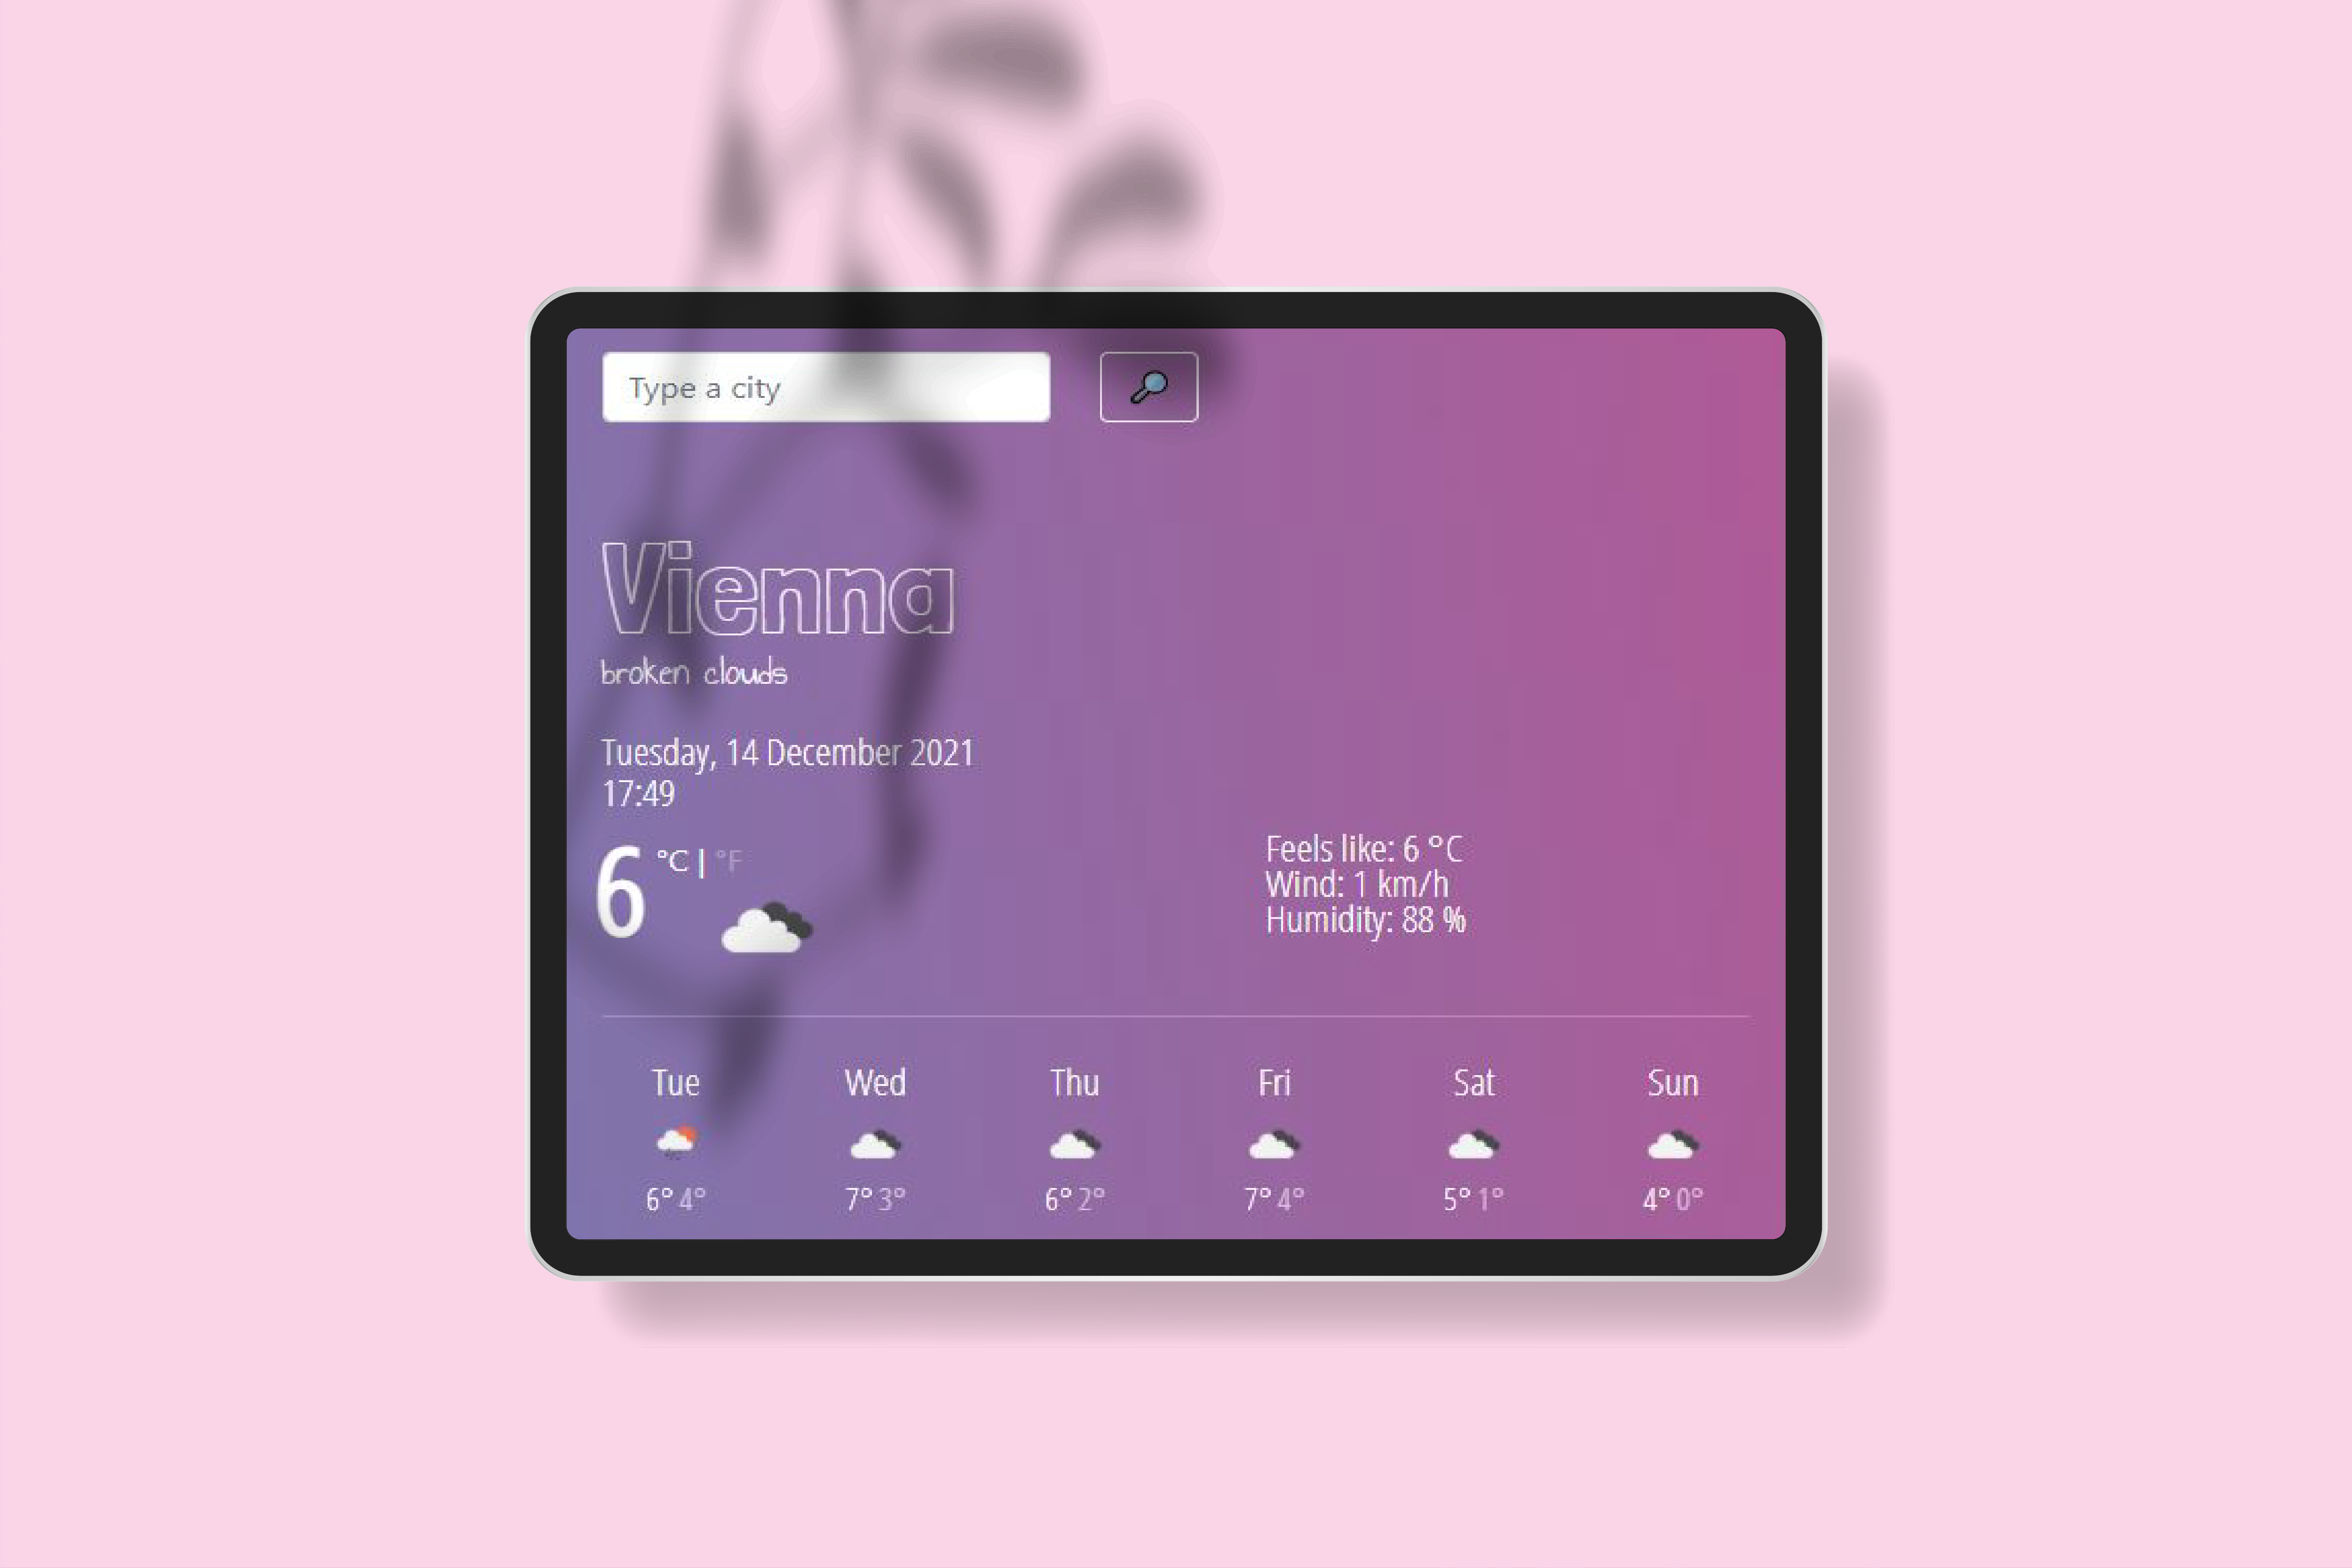 Type a city
Vienna
broken clouds
Tuesday, 14 December 2021
17:49
6 °C | °F
Feels like: 6 °C
Wind: 1 km/h
Humidity: 88 %
Tue Wed Thu Fri Sat Sun
6° 4° 7° 3° 6° 2° 7° 4° 5° 1° 4° 0°